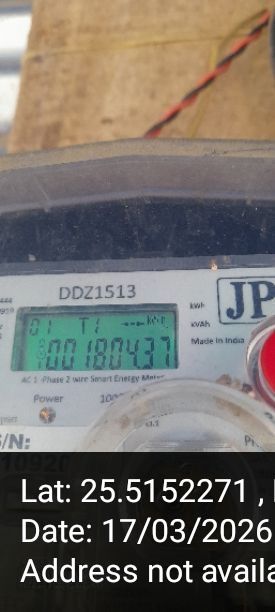 DDZ1513
kWh
01 T1 kWh
JP
kVAh
00180437
Made in India
AC 1 -Phase 2 wire Smart Energy Meter
Power
S/N:
Lat: 25.5152271 ,
Date: 17/03/2026
Address not availa